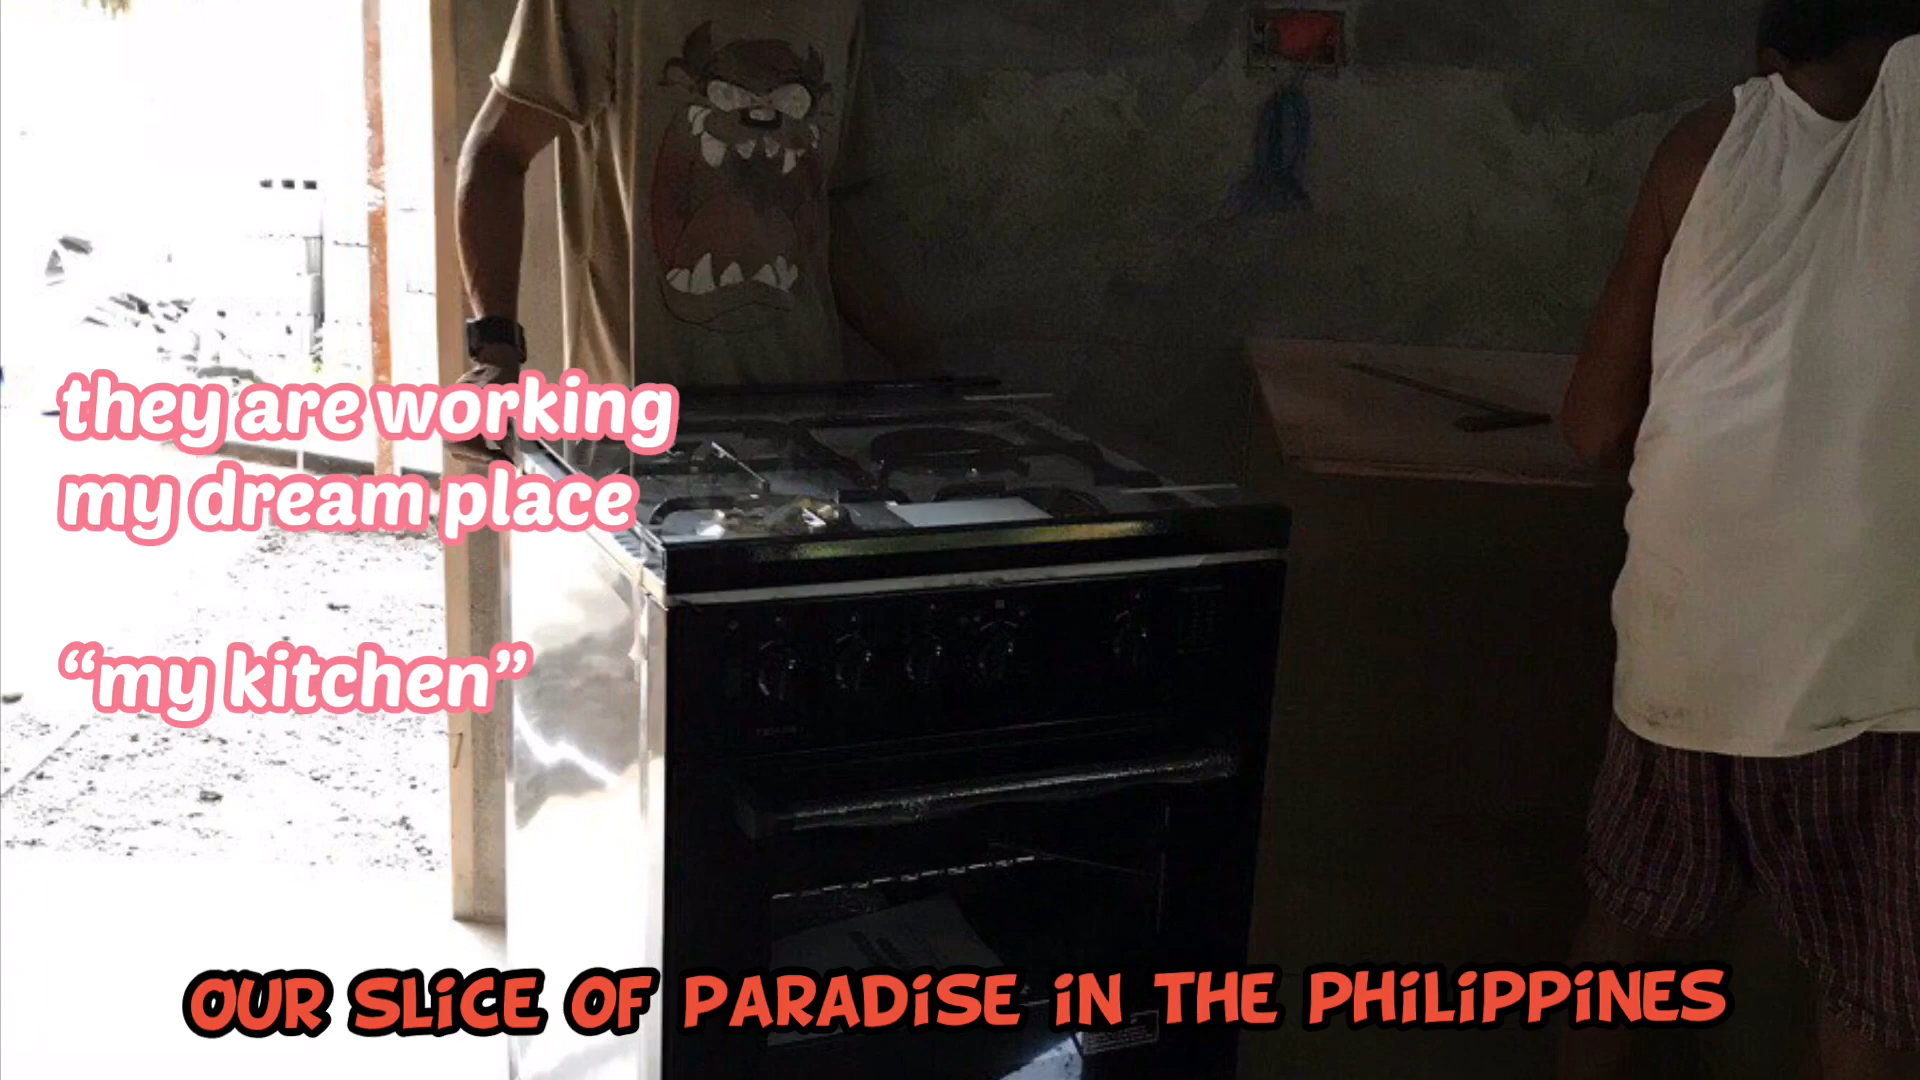 they are working
my dream place
“my kitchen”
OUR SLiCE OF PARADiSE iN THE PHiLiPPiNES